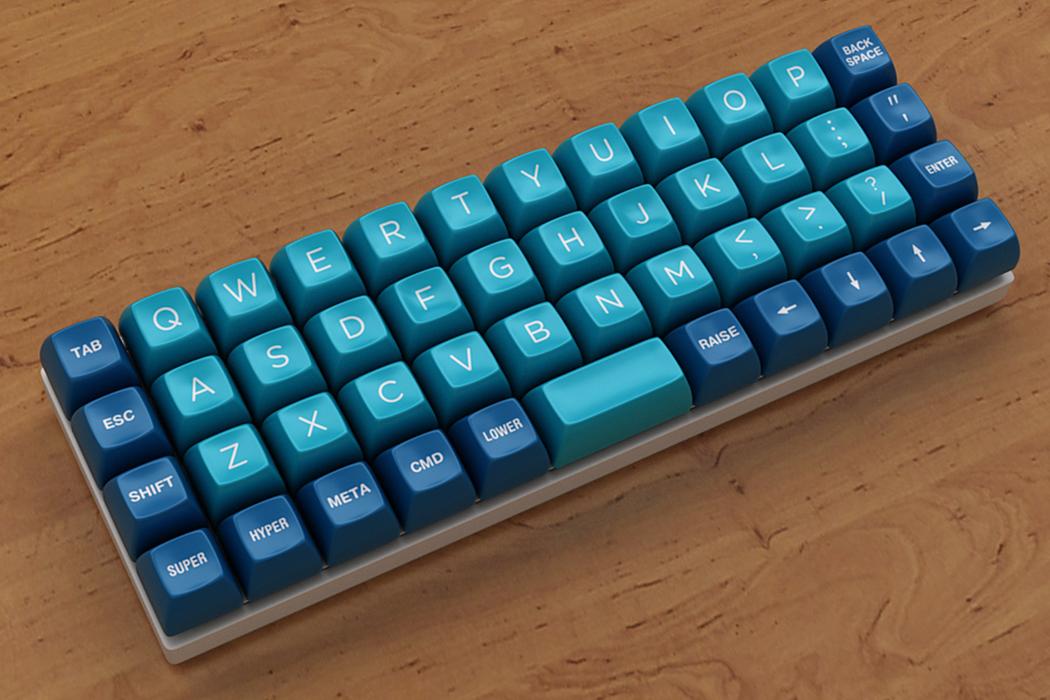 TAB Q W E R T Y U I O P BACK SPACE
ESC A S D F G H J K L : ; " '
SHIFT Z X C V B N M < , > . ? / ENTER
SUPER HYPER META CMD LOWER RAISE ← ↓ ↑ →